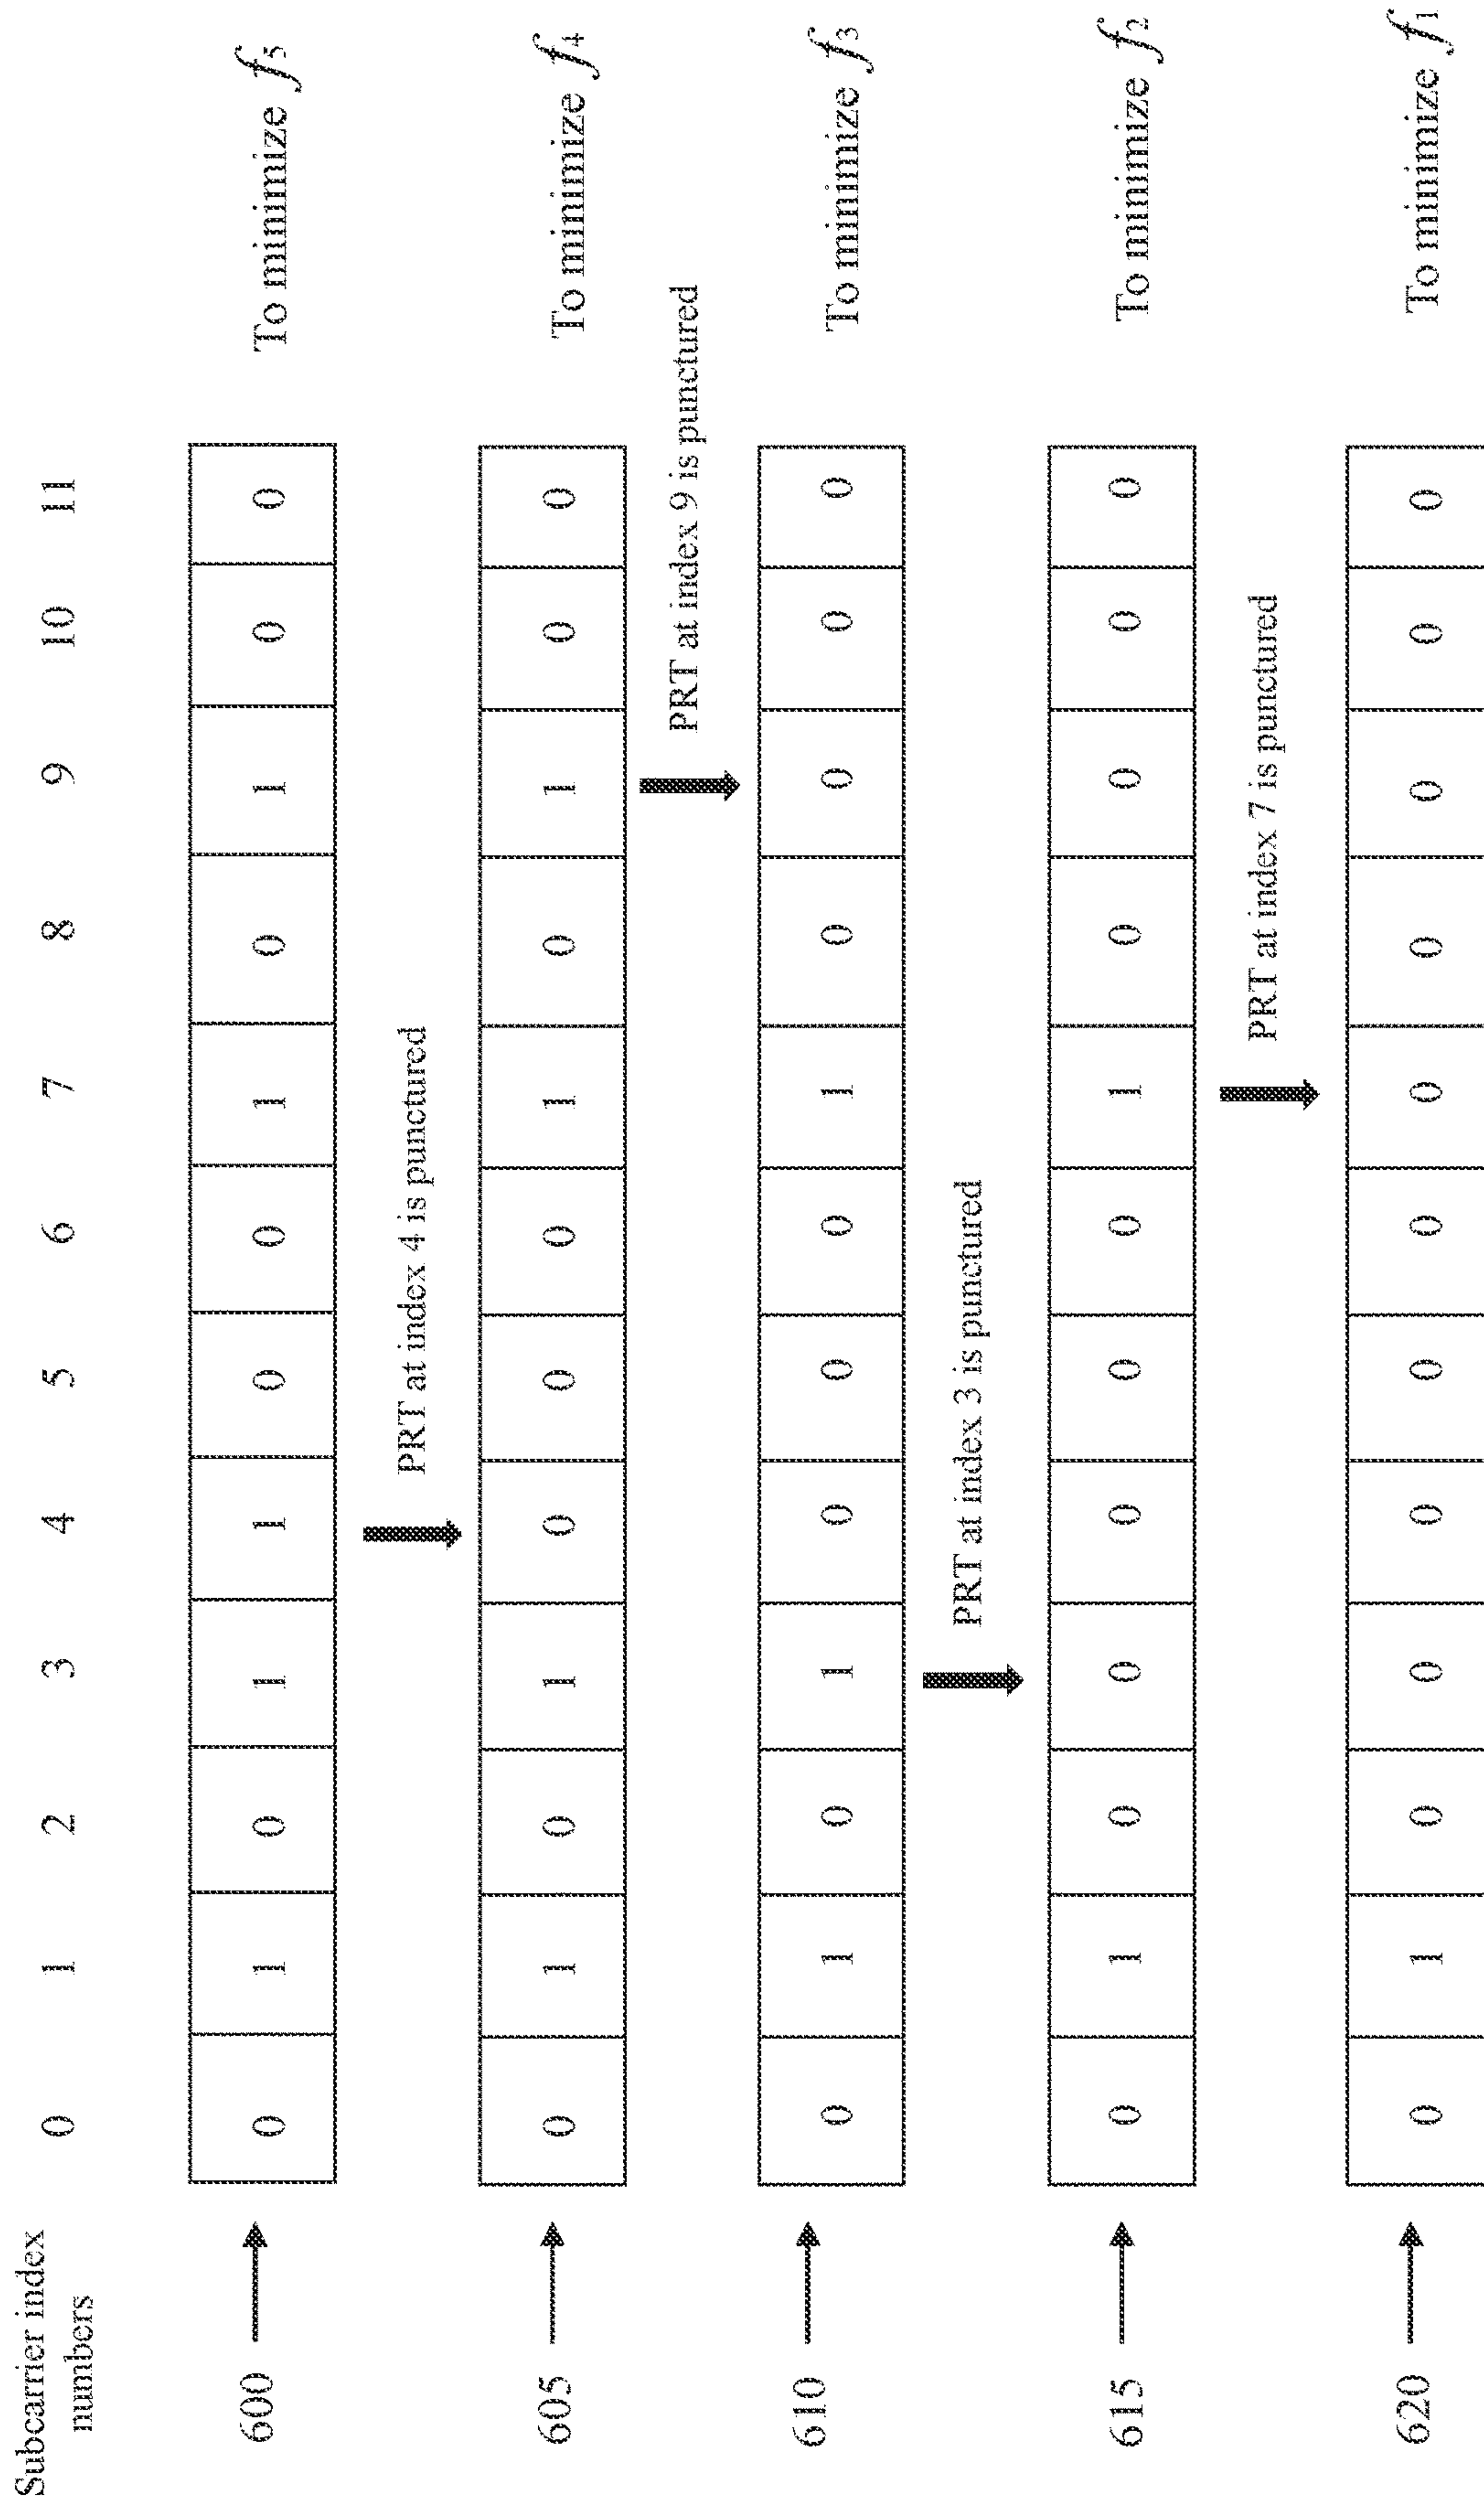 Subcarrier index
numbers
0 1 2 3 4 5 6 7 8 9 10 11
600 0 1 0 1 1 0 0 1 0 1 0 0 To minimize f5
PRT at index 4 is punctured
605 0 1 0 1 0 0 0 1 0 1 0 0 To minimize f4
PRT at index 9 is punctured
610 0 1 0 1 0 0 0 1 0 0 0 0 To minimize f3
PRT at index 3 is punctured
615 0 1 0 0 0 0 0 1 0 0 0 0 To minimize f2
PRT at index 7 is punctured
620 0 1 0 0 0 0 0 0 0 0 0 0 To minimize f1